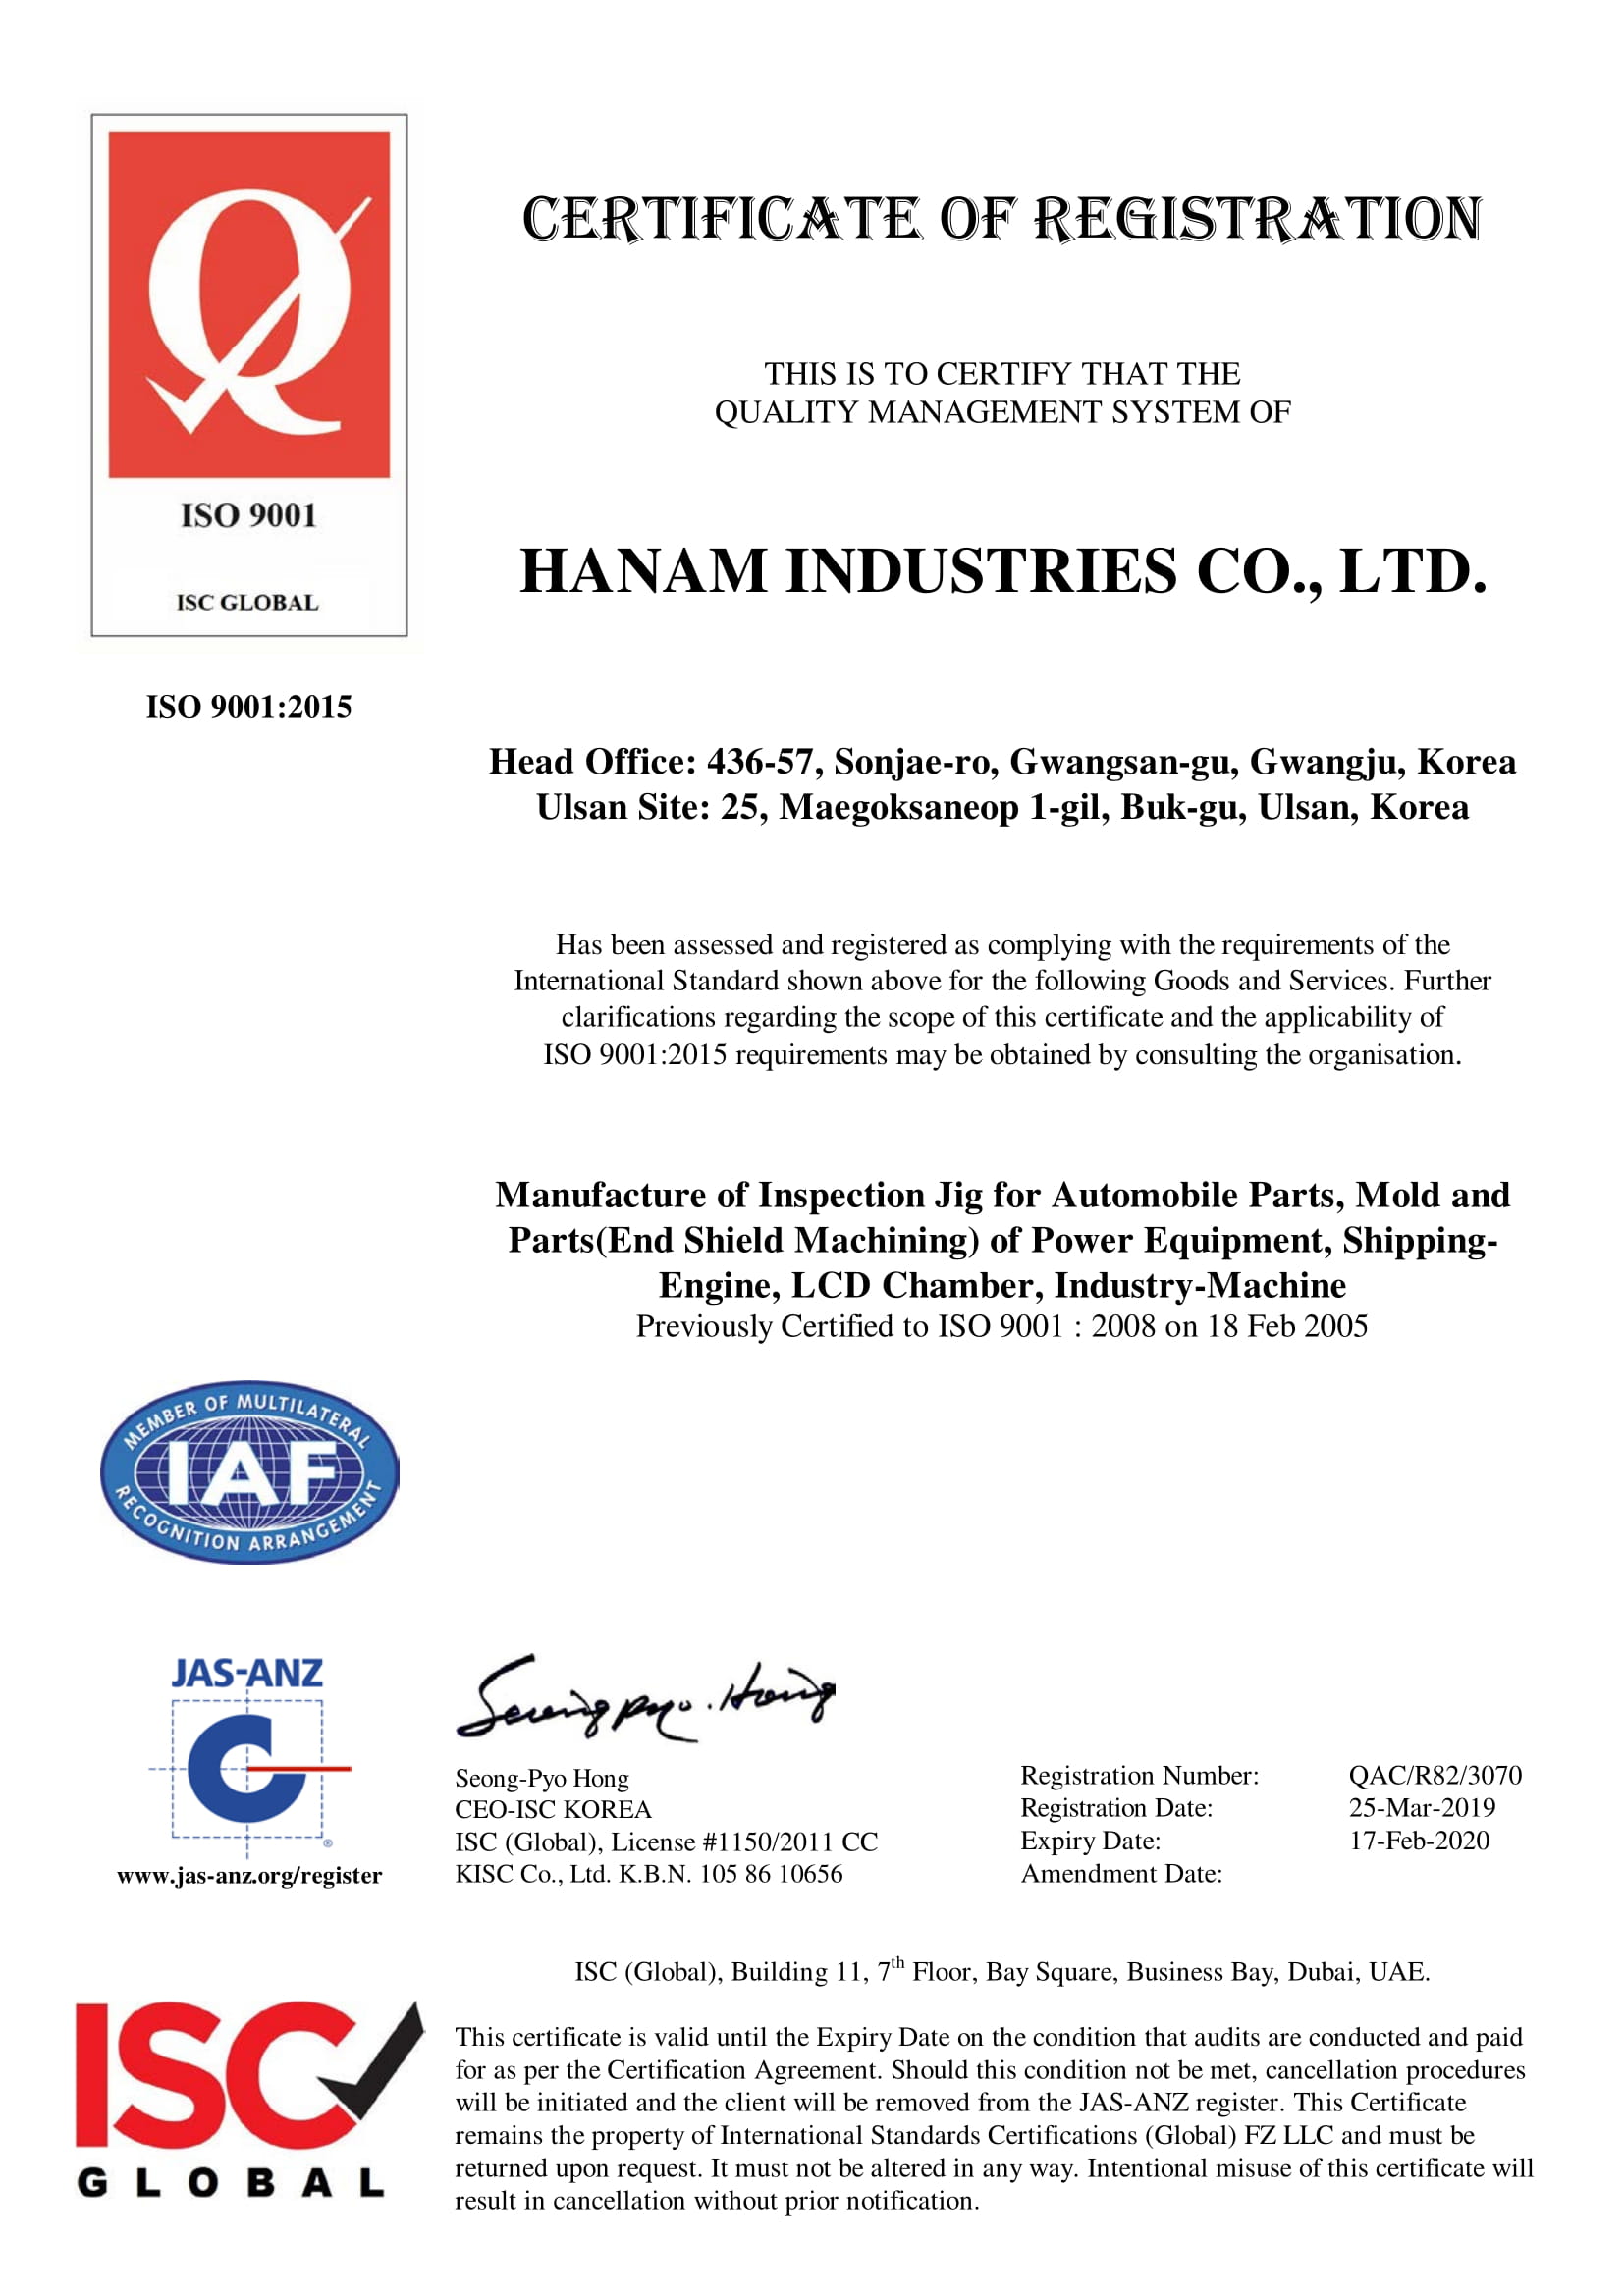 CERTIFICATE OF REGISTRATION
THIS IS TO CERTIFY THAT THE
QUALITY MANAGEMENT SYSTEM OF
ISO 9001
ISC GLOBAL
HANAM INDUSTRIES CO., LTD.
ISO 9001:2015
Head Office: 436-57, Sonjae-ro, Gwangsan-gu, Gwangju, Korea
Ulsan Site: 25, Maegoksaneop 1-gil, Buk-gu, Ulsan, Korea
Has been assessed and registered as complying with the requirements of the
International Standard shown above for the following Goods and Services. Further
clarifications regarding the scope of this certificate and the applicability of
ISO 9001:2015 requirements may be obtained by consulting the organisation.
Manufacture of Inspection Jig for Automobile Parts, Mold and
Parts(End Shield Machining) of Power Equipment, Shipping-
Engine, LCD Chamber, Industry-Machine
Previously Certified to ISO 9001 : 2008 on 18 Feb 2005
MEMBER OF MULTILATERAL
IAF
RECOGNITION ARRANGEMENT
JAS-ANZ
®
www.jas-anz.org/register
Seong pyo. Hong
Seong-Pyo Hong
CEO-ISC KOREA
ISC (Global), License #1150/2011 CC
KISC Co., Ltd. K.B.N. 105 86 10656
Registration Number: QAC/R82/3070
Registration Date: 25-Mar-2019
Expiry Date: 17-Feb-2020
Amendment Date:
ISC (Global), Building 11, 7th Floor, Bay Square, Business Bay, Dubai, UAE.
ISC
GLOBAL
This certificate is valid until the Expiry Date on the condition that audits are conducted and paid
for as per the Certification Agreement. Should this condition not be met, cancellation procedures
will be initiated and the client will be removed from the JAS-ANZ register. This Certificate
remains the property of International Standards Certifications (Global) FZ LLC and must be
returned upon request. It must not be altered in any way. Intentional misuse of this certificate will
result in cancellation without prior notification.